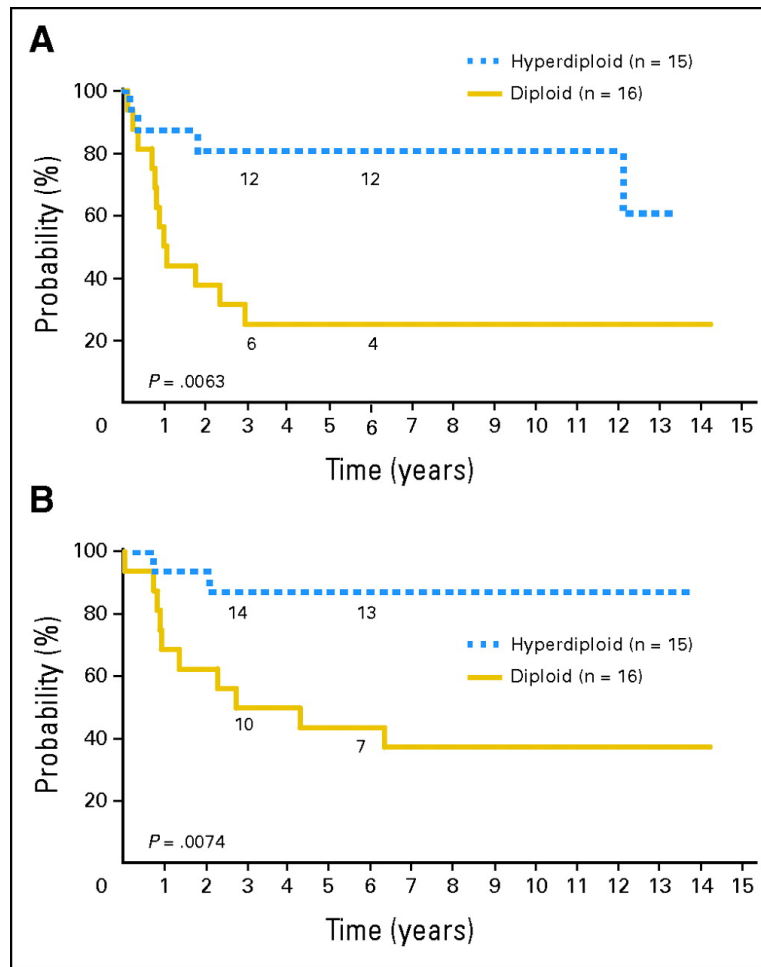 A
Hyperdiploid (n = 15)
Diploid (n = 16)
100
80
60
40
20
Probability (%)
12 12
6 4
P = .0063
0 1 2 3 4 5 6 7 8 9 10 11 12 13 14 15
Time (years)
B
100
80
60
40
20
Probability (%)
14 13
Hyperdiploid (n = 15)
Diploid (n = 16)
10 7
P = .0074
0 1 2 3 4 5 6 7 8 9 10 11 12 13 14 15
Time (years)